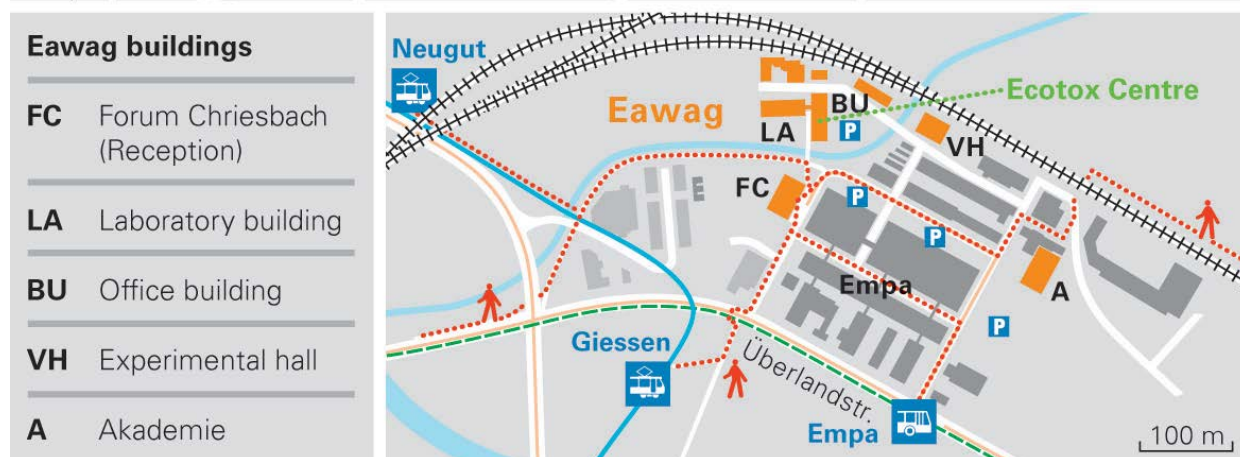 Eawag buildings
FC Forum Chriesbach
(Reception)
LA Laboratory building
BU Office building
VH Experimental hall
A Akademie
Neugut
Eawag
BU
Ecotox Centre
LA
P
VH
FC
P
P
Empa
A
P
Giessen
Überlandstr.
Empa
100 m